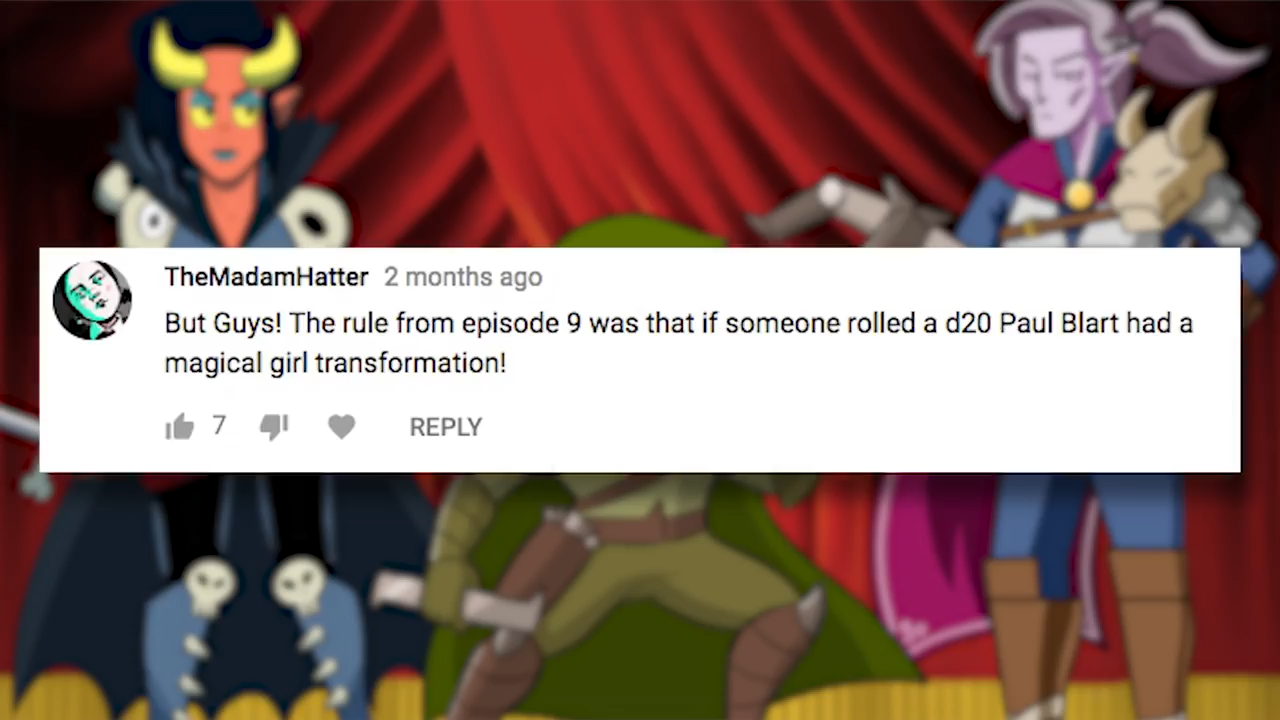 TheMadamHatter 2 months ago
But Guys! The rule from episode 9 was that if someone rolled a d20 Paul Blart had a
magical girl transformation!
7 REPLY